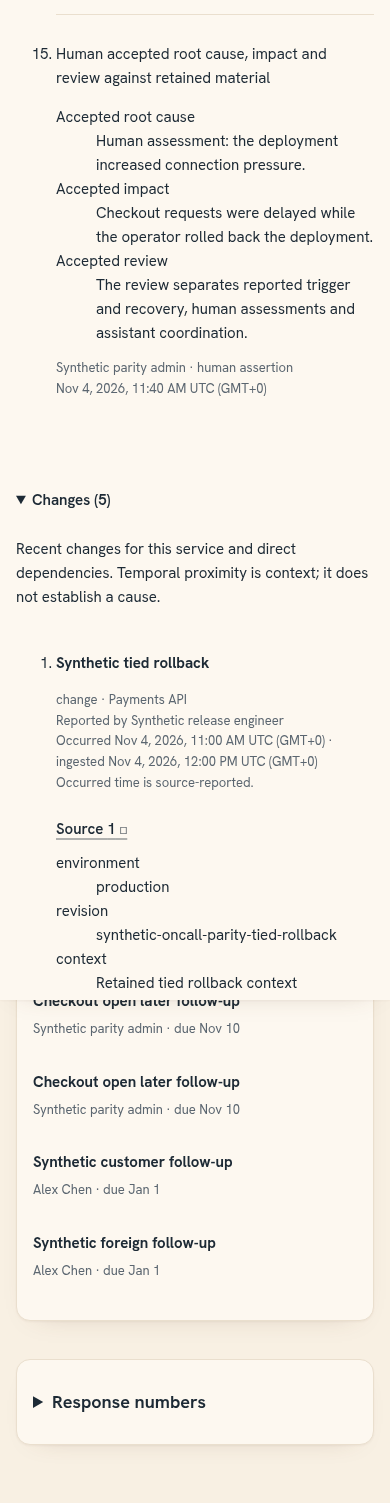 15. Human accepted root cause, impact and
review against retained material
Accepted root cause
Human assessment: the deployment
increased connection pressure.
Accepted impact
Checkout requests were delayed while
the operator rolled back the deployment.
Accepted review
The review separates reported trigger
and recovery, human assessments and
assistant coordination.
Synthetic parity admin · human assertion
Nov 4, 2026, 11:40 AM UTC (GMT+0)
▼ Changes (5)
Recent changes for this service and direct
dependencies. Temporal proximity is context; it does
not establish a cause.
1. Synthetic tied rollback
change · Payments API
Reported by Synthetic release engineer
Occurred Nov 4, 2026, 11:00 AM UTC (GMT+0) ·
ingested Nov 4, 2026, 12:00 PM UTC (GMT+0)
Occurred time is source-reported.
Source 1
environment
production
revision
synthetic-oncall-parity-tied-rollback
context
Retained tied rollback context
Checkout open later follow-up
Synthetic parity admin · due Nov 10
Checkout open later follow-up
Synthetic parity admin · due Nov 10
Synthetic customer follow-up
Alex Chen · due Jan 1
Synthetic foreign follow-up
Alex Chen · due Jan 1
▶ Response numbers